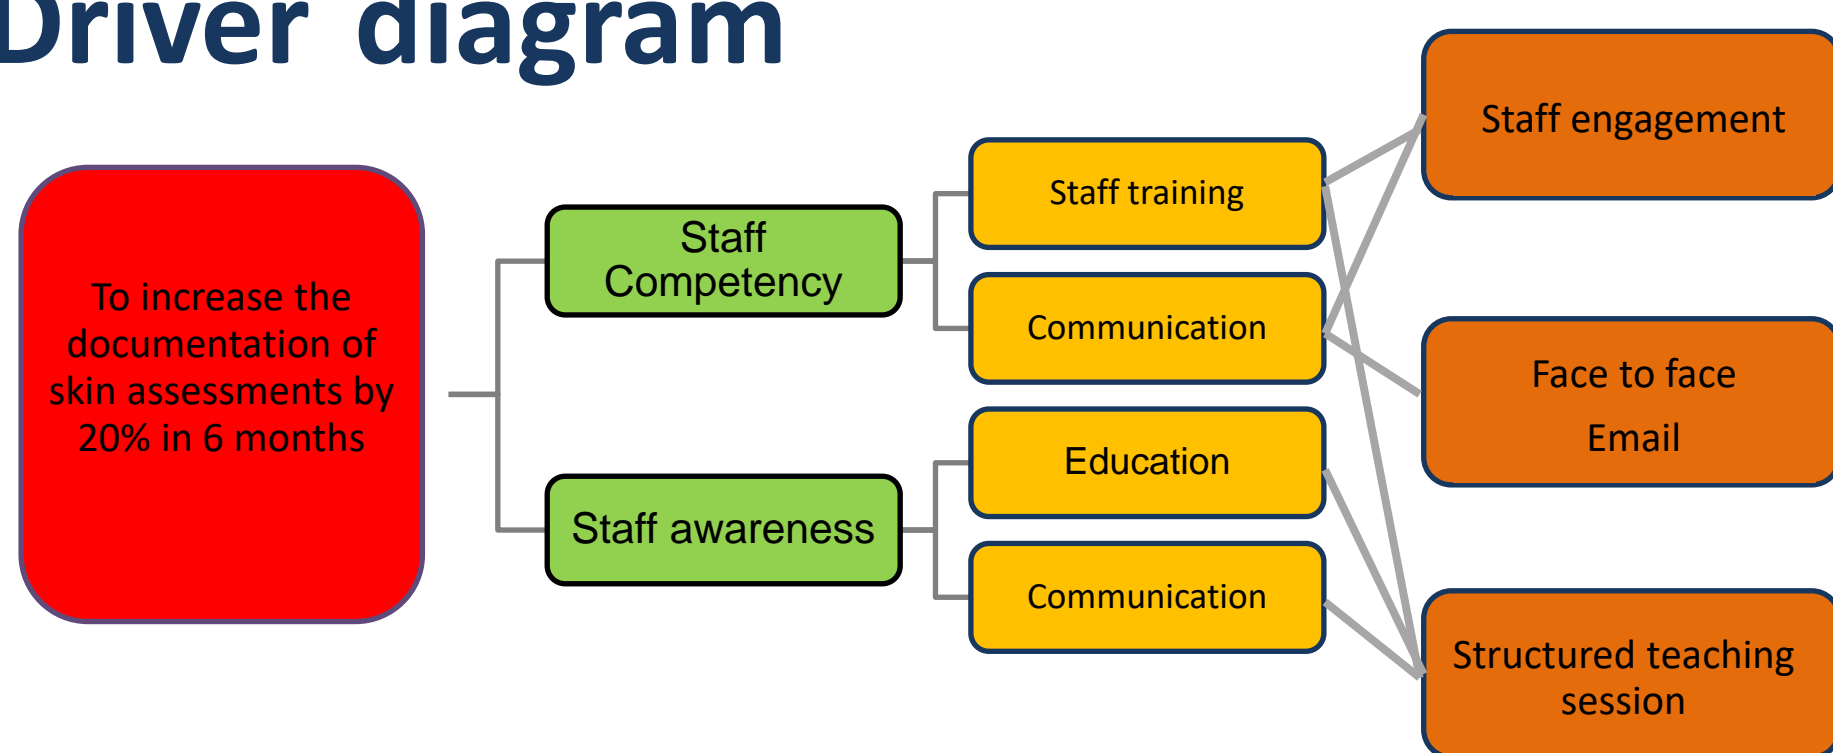 Driver diagram
To increase the
documentation of
skin assessments by
20% in 6 months
Staff
Competency
Staff awareness
Staff training
Communication
Education
Communication
Staff engagement
Face to face
Email
Structured teaching
session